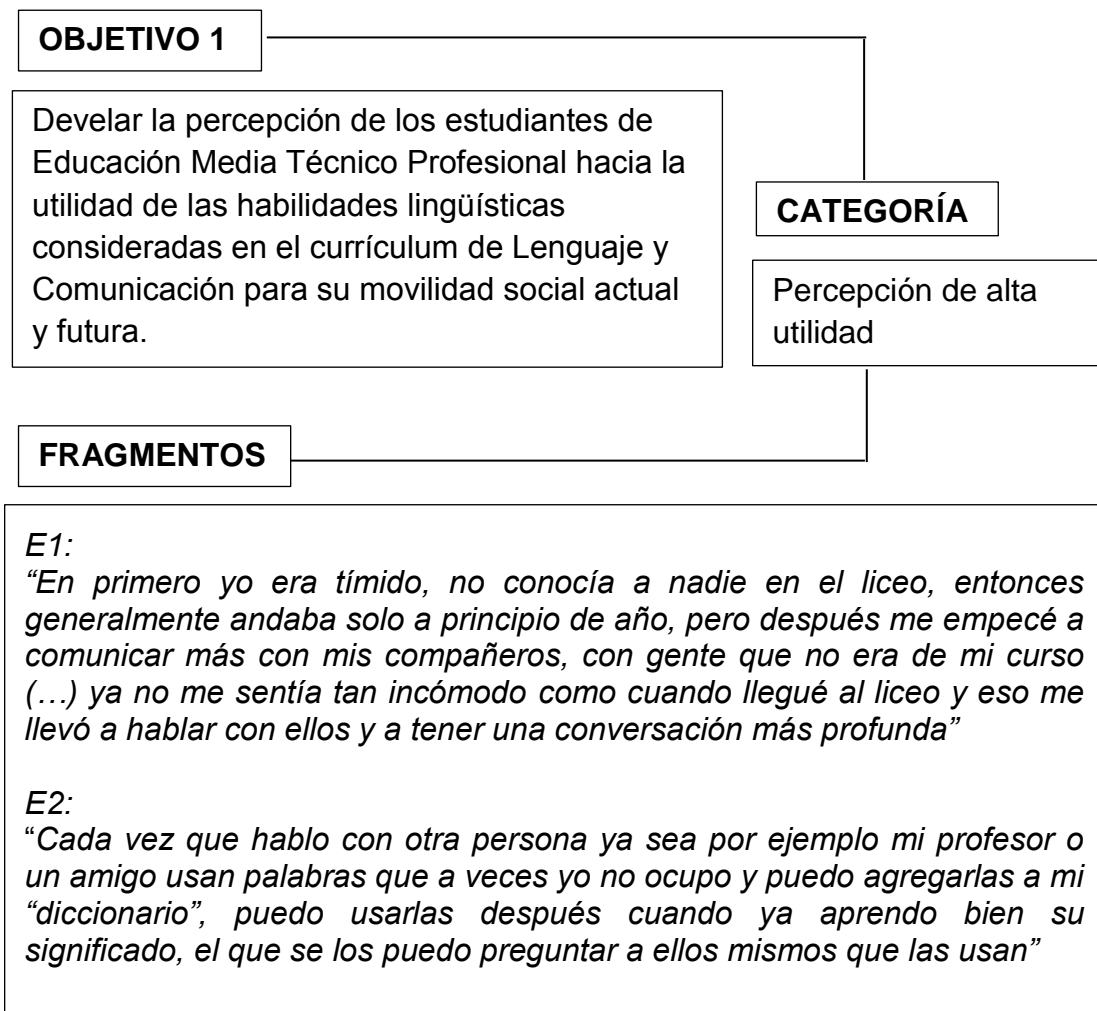 OBJETIVO 1
Develar la percepción de los estudiantes de
Educación Media Técnico Profesional hacia la
utilidad de las habilidades lingüísticas
consideradas en el currículum de Lenguaje y
Comunicación para su movilidad social actual
y futura.
CATEGORÍA
Percepción de alta
utilidad
FRAGMENTOS
E1:
“En primero yo era tímido, no conocía a nadie en el liceo, entonces
generalmente andaba solo a principio de año, pero después me empecé a
comunicar más con mis compañeros, con gente que no era de mi curso
(…) ya no me sentía tan incómodo como cuando llegué al liceo y eso me
llevó a hablar con ellos y a tener una conversación más profunda”
E2:
“Cada vez que hablo con otra persona ya sea por ejemplo mi profesor o
un amigo usan palabras que a veces yo no ocupo y puedo agregarlas a mi
“diccionario”, puedo usarlas después cuando ya aprendo bien su
significado, el que se los puedo preguntar a ellos mismos que las usan”